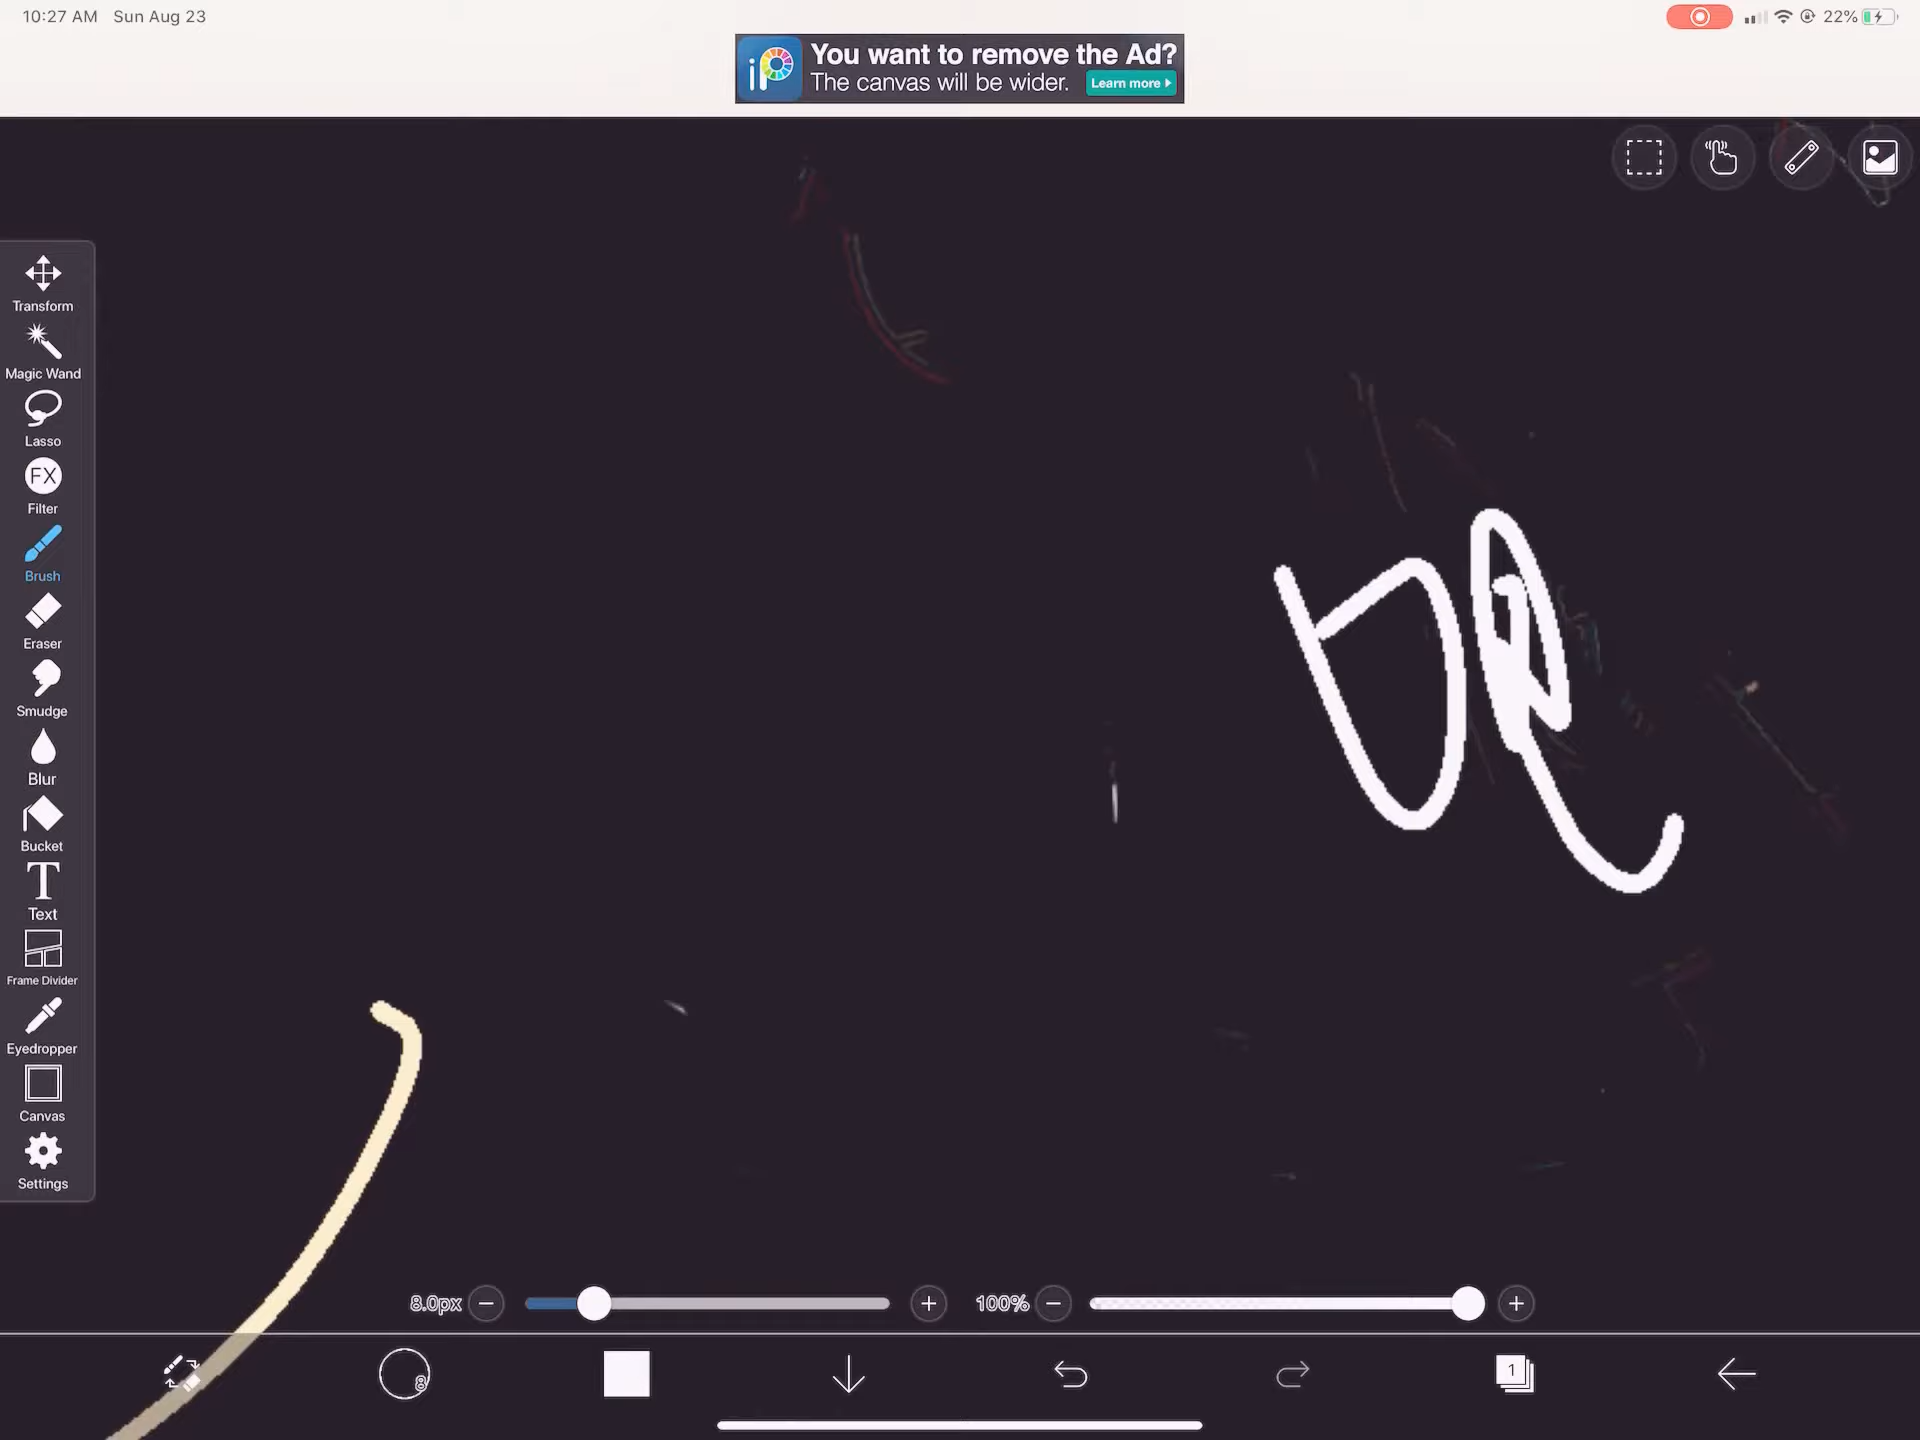 10:27 AM Sun Aug 23
22%
iP
You want to remove the Ad?
The canvas will be wider. Learn more
Transform
Magic Wand
Lasso
FX
Filter
Brush
Eraser
Smudge
Blur
Bucket
T
Text
Frame Divider
Eyedropper
Canvas
Settings
8.0px
100%
8
1